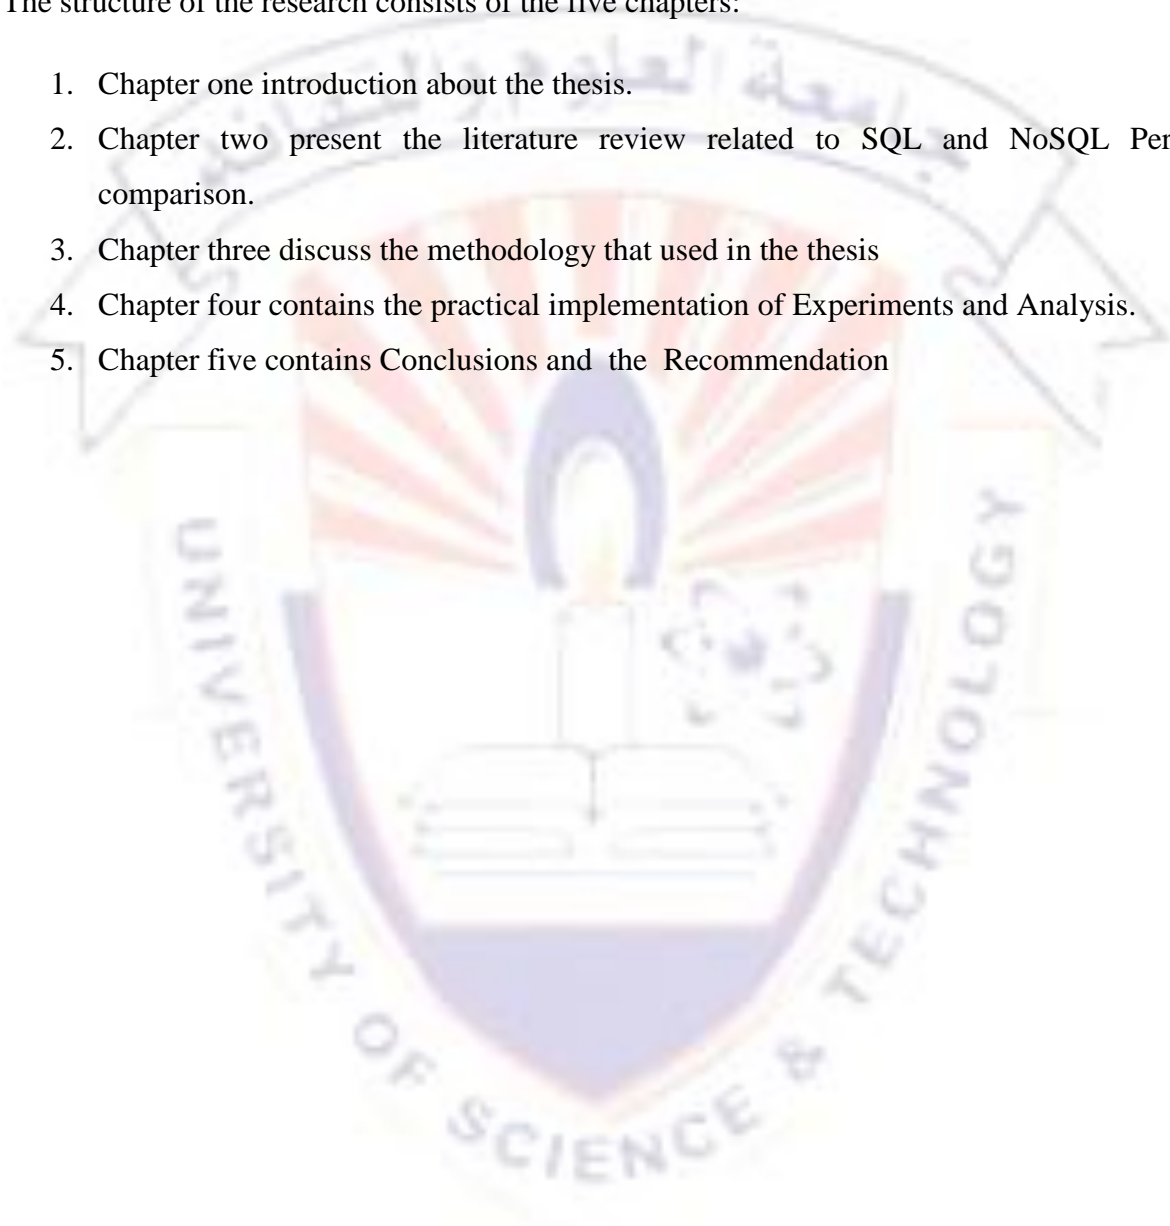 The structure of the research consists of the five chapters:
1. Chapter one introduction about the thesis.
2. Chapter two present the literature review related to SQL and NoSQL Per
comparison.
3. Chapter three discuss the methodology that used in the thesis
4. Chapter four contains the practical implementation of Experiments and Analysis.
5. Chapter five contains Conclusions and the Recommendation
جامعة العلوم والتقانة
UNIVERSITY OF SCIENCE & TECHNOLOGY